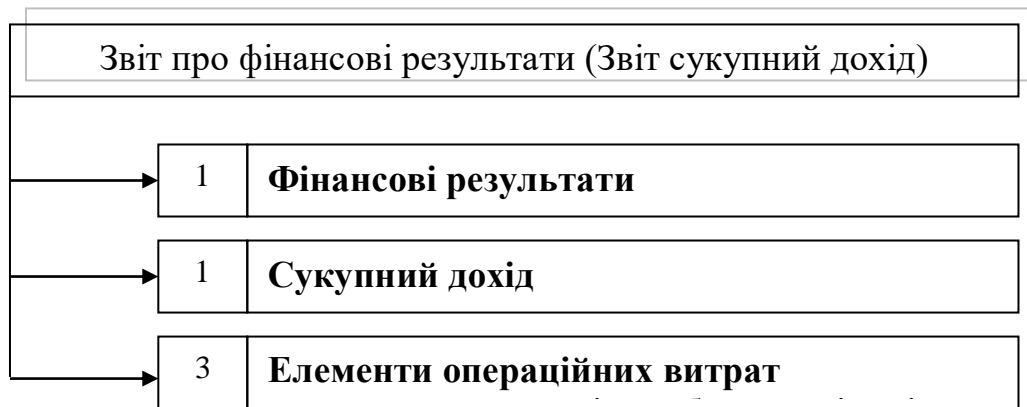 Звіт про фінансові результати (Звіт сукупний дохід)
1 Фінансові результати
1 Сукупний дохід
3 Елементи операційних витрат